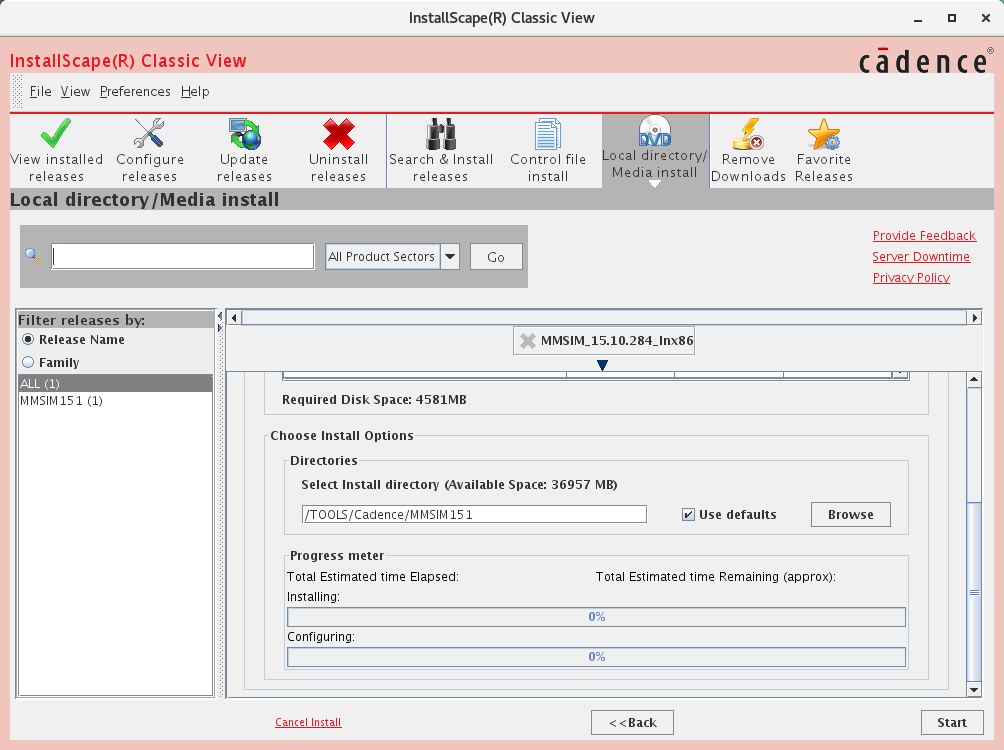 InstallScape(R) Classic View
InstallScape(R) Classic View
cādence®
File View Preferences Help
View installed releases
Configure releases
Update releases
Uninstall releases
Search & Install releases
Control file install
DVD
Local directory/ Media install
Remove Downloads
Favorite Releases
Local directory/Media install
All Product Sectors
Go
Provide Feedback
Server Downtime
Privacy Policy
Filter releases by:
Release Name
Family
ALL (1)
MMSIM151 (1)
MMSIM_15.10.284_lnx86
Required Disk Space: 4581MB
Choose Install Options
Directories
Select Install directory (Available Space: 36957 MB)
/TOOLS/Cadence/MMSIM151
Use defaults
Browse
Progress meter
Total Estimated time Elapsed:
Total Estimated time Remaining (approx):
Installing:
0%
Configuring:
0%
Cancel Install
<<Back
Start